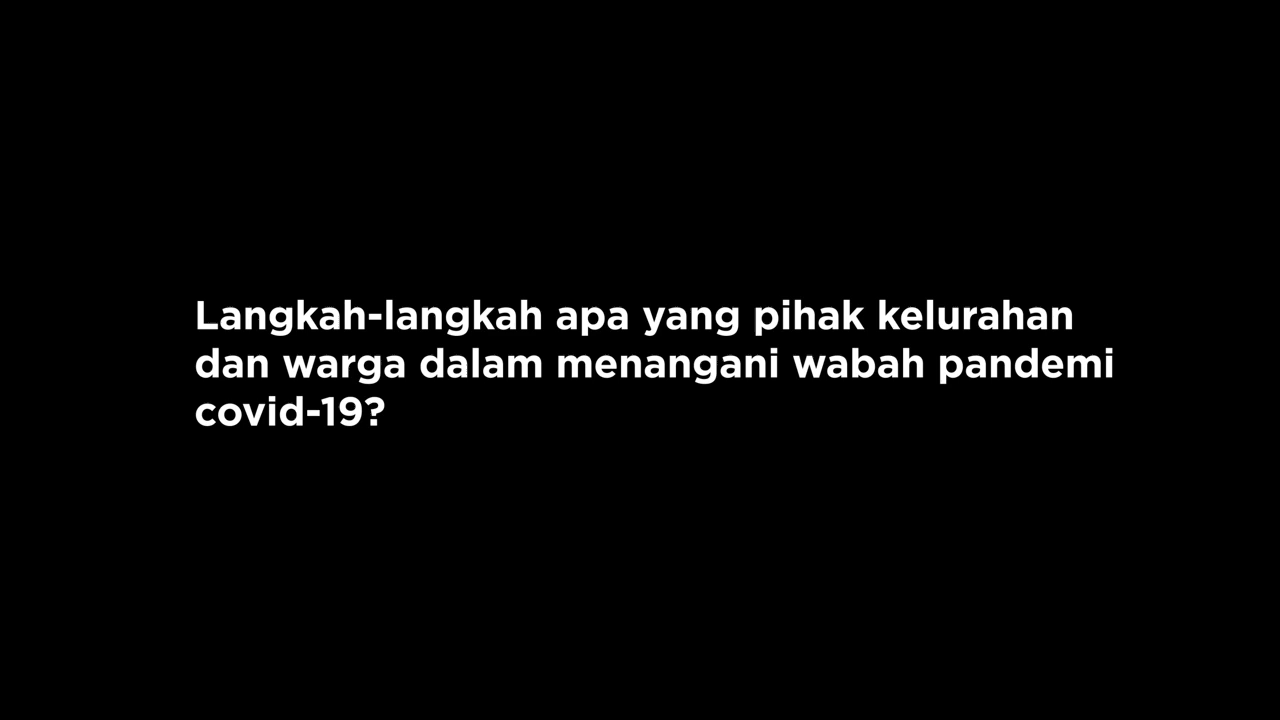 Langkah-langkah apa yang pihak kelurahan
dan warga dalam menangani wabah pandemi
covid-19?